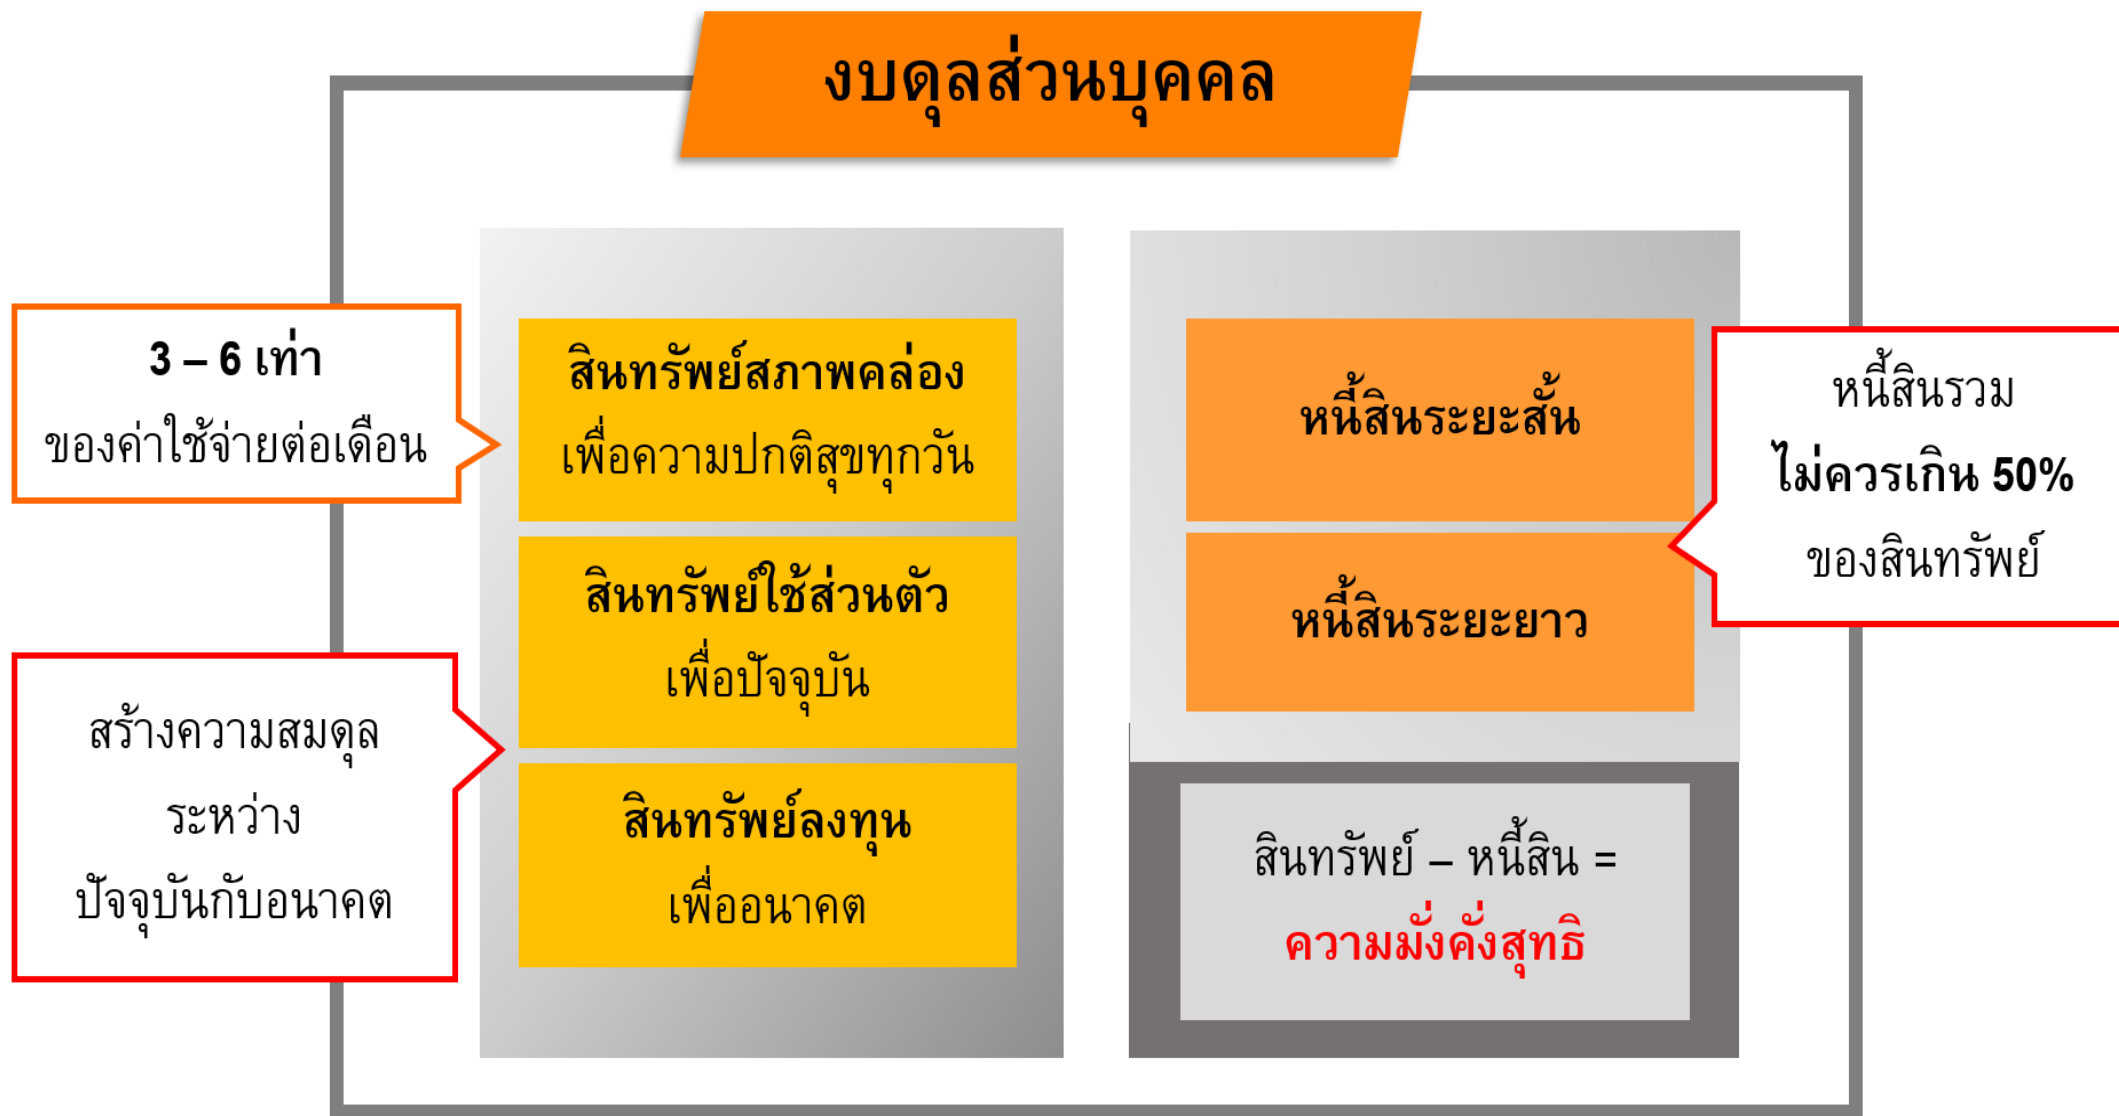 งบดุลส่วนบุคคล
3 – 6 เท่า
ของค่าใช้จ่ายต่อเดือน
สินทรัพย์สภาพคล่อง
เพื่อความปกติสุขทุกวัน
สินทรัพย์ใช้ส่วนตัว
เพื่อปัจจุบัน
สร้างความสมดุล
ระหว่าง
ปัจจุบันกับอนาคต
สินทรัพย์ลงทุน
เพื่ออนาคต
หนี้สินระยะสั้น
หนี้สินระยะยาว
หนี้สินรวม
ไม่ควรเกิน 50%
ของสินทรัพย์
สินทรัพย์ – หนี้สิน =
ความมั่งคั่งสุทธิ